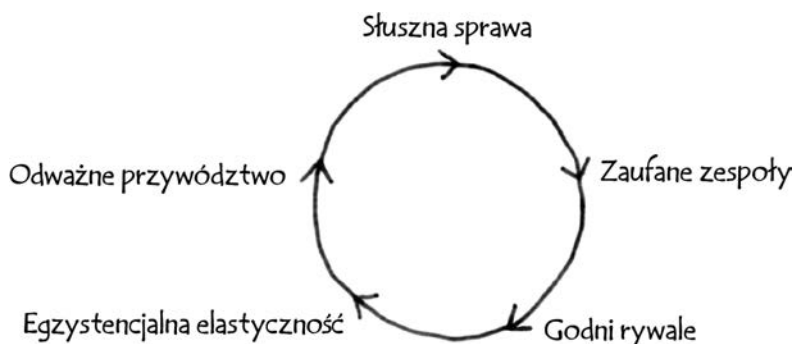 Słuszna sprawa
Zaufane zespoły
Godni rywale
Egzystencjalna elastyczność
Odważne przywództwo